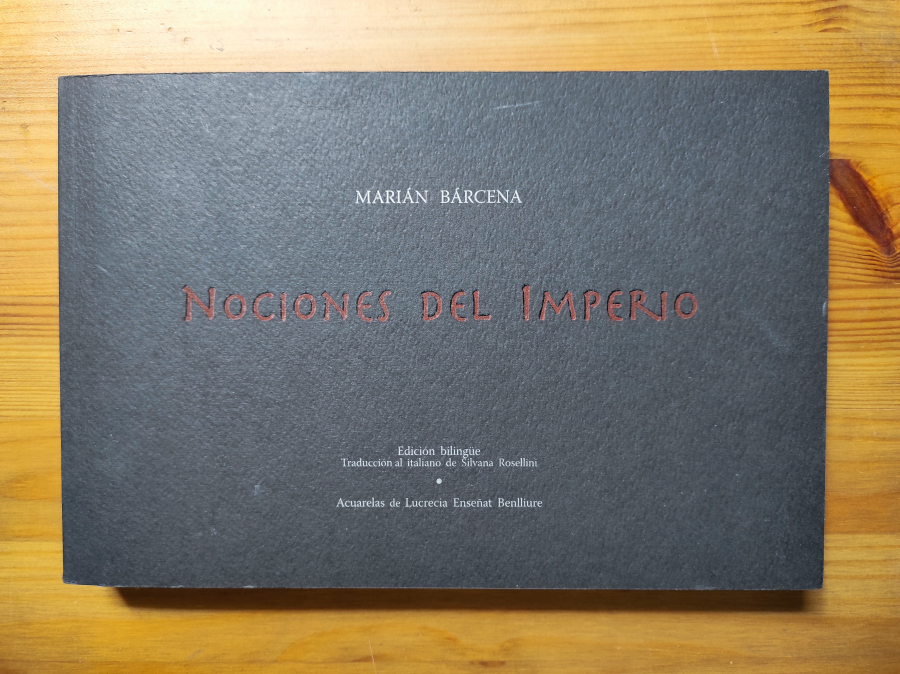 MARIÁN BÁRCENA
NOCIONES DEL IMPERIO
Edición bilingüe
Traducción al italiano de Silvana Rosellini
Acuarelas de Lucrecia Enseñat Benlliure